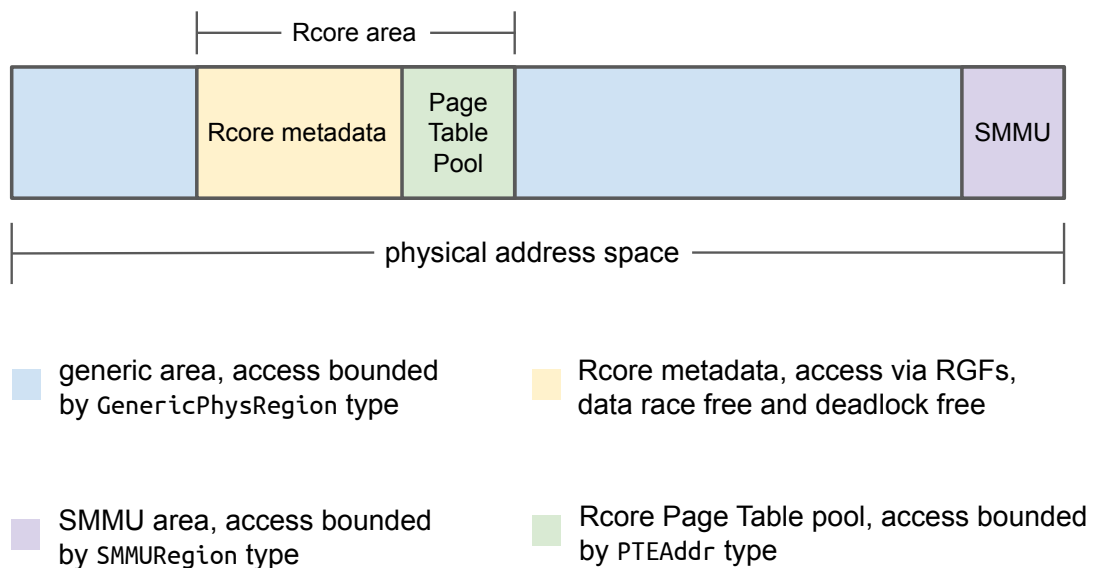 Rcore area
Rcore metadata
Page
Table
Pool
SMMU
physical address space
generic area, access bounded
by GenericPhysRegion type
Rcore metadata, access via RGFs,
data race free and deadlock free
SMMU area, access bounded
by SMMURegion type
Rcore Page Table pool, access bounded
by PTEAddr type